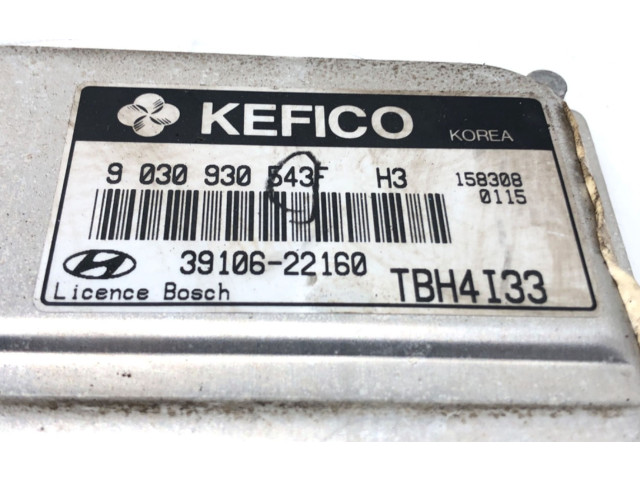 KEFICO KOREA
9 030 930 543F H3 158308
0115
39106-22160 TBH4I33
Licence Bosch